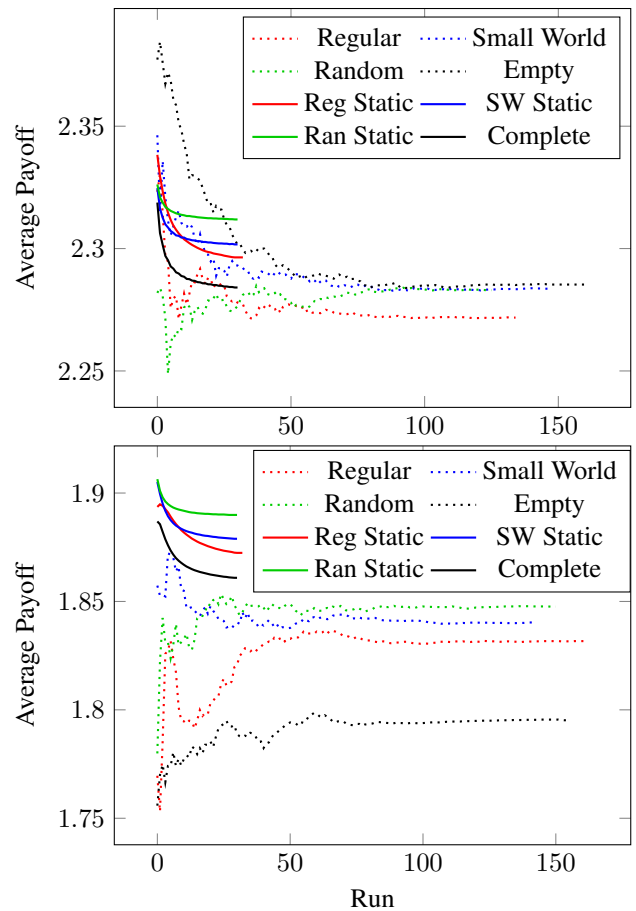 Regular Small World
Random Empty
Reg Static SW Static
Ran Static Complete
2.35
2.3
2.25
Average Payoff
0 50 100 150
Regular Small World
Random Empty
Reg Static SW Static
Ran Static Complete
1.9
1.85
1.8
1.75
Average Payoff
0 50 100 150
Run